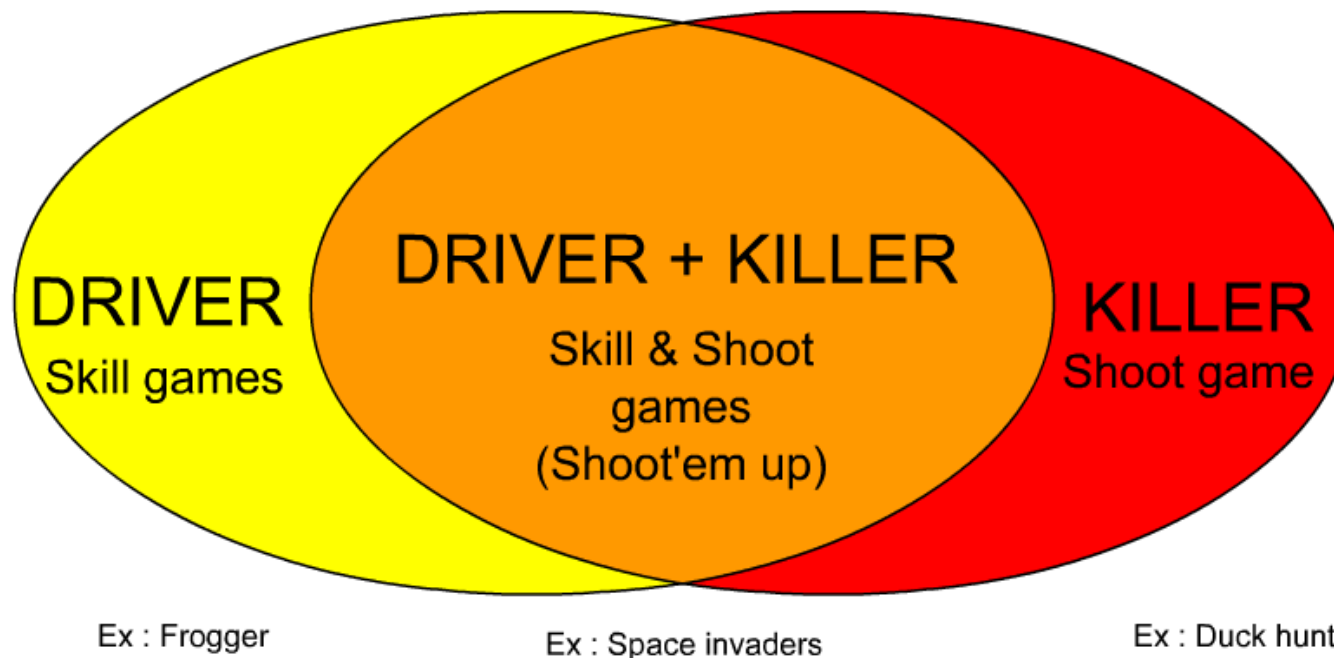 DRIVER
Skill games
DRIVER + KILLER
Skill & Shoot
games
(Shoot'em up)
KILLER
Shoot game
Ex : Frogger
Ex : Space invaders
Ex : Duck hunt